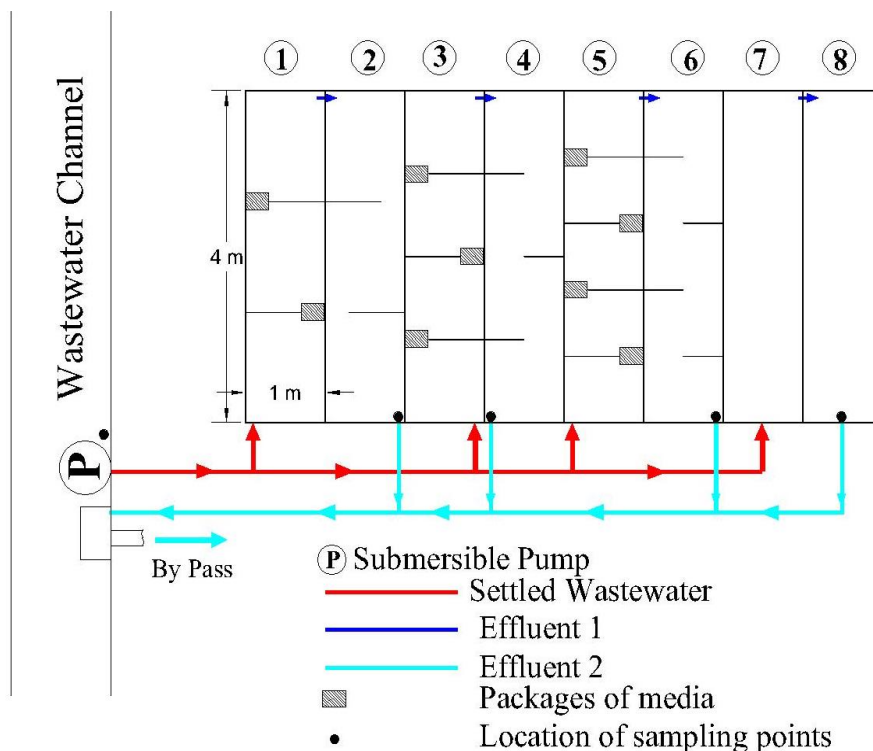 1 2 3 4 5 6 7 8
Wastewater Channel
4 m
1 m
P
By Pass
P Submersible Pump
Settled Wastewater
Effluent 1
Effluent 2
Packages of media
Location of sampling points